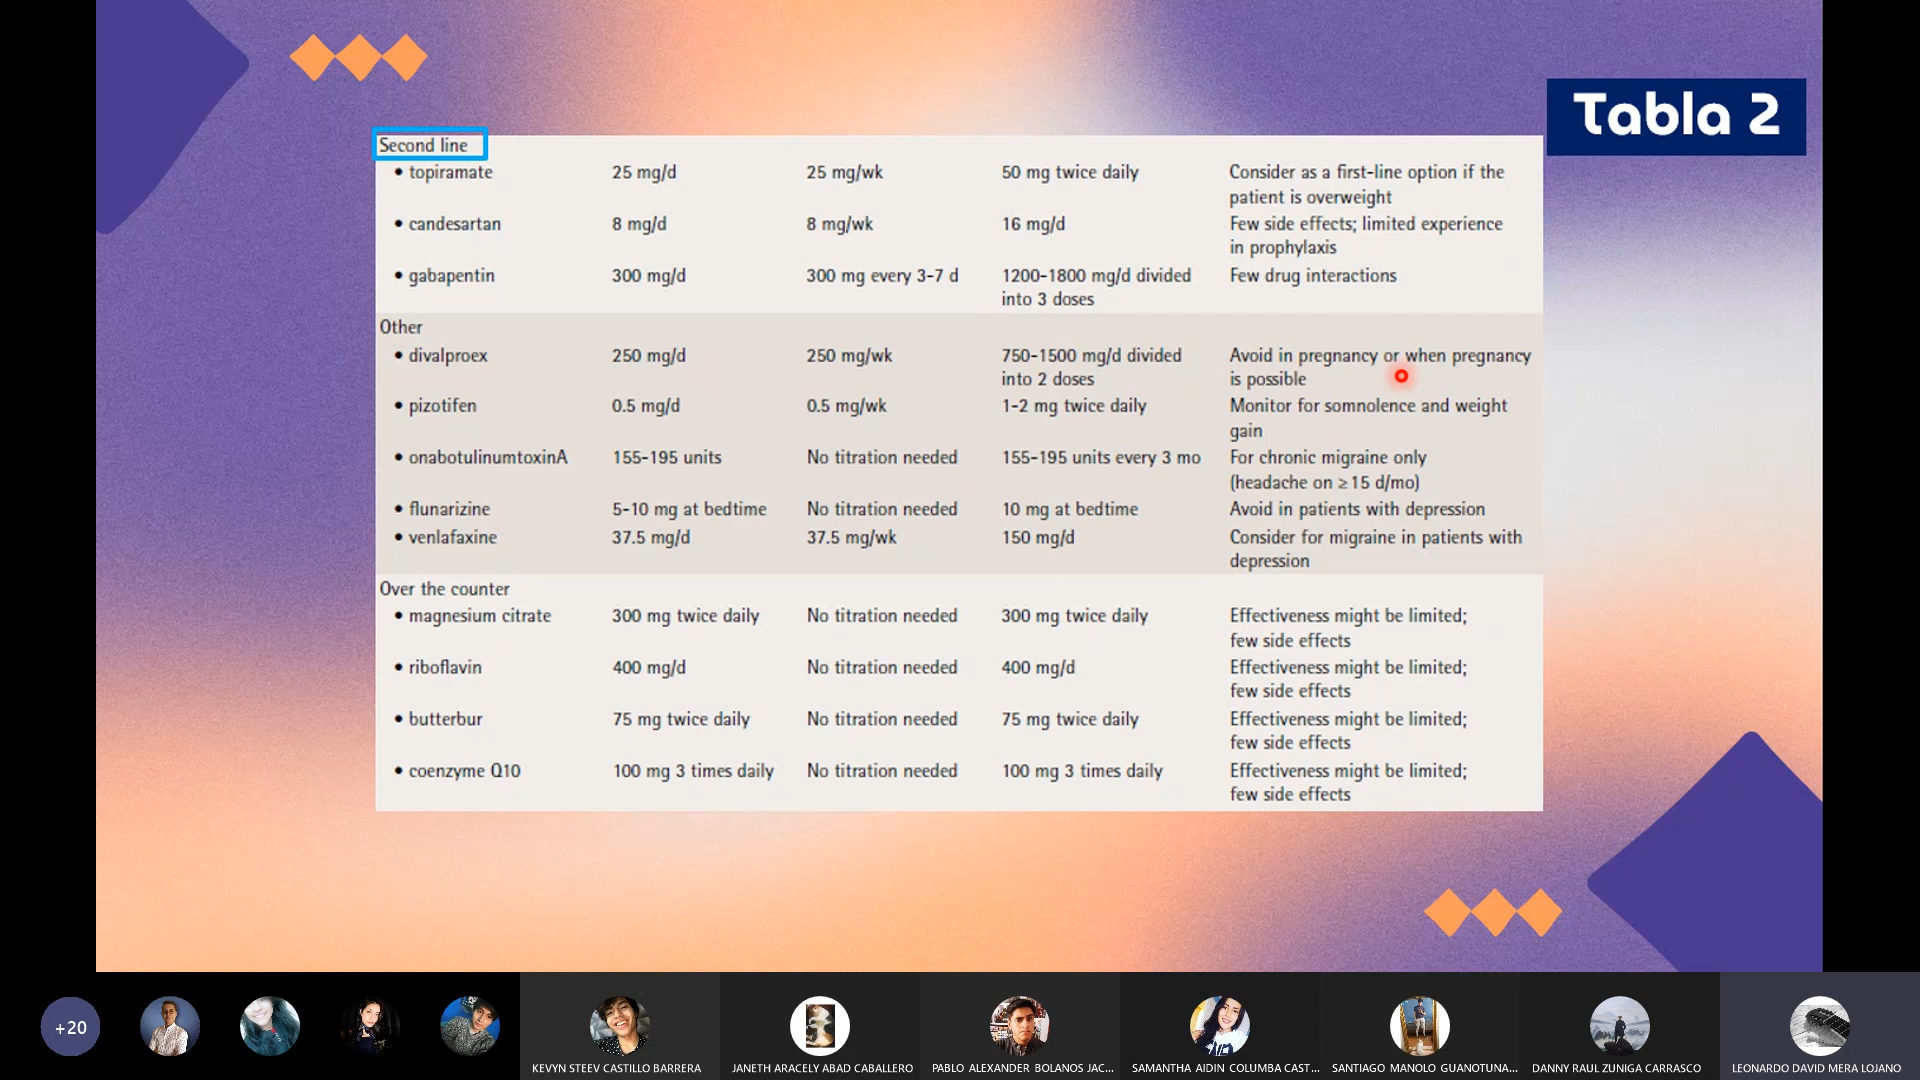 Tabla 2
Second line
• topiramate 25 mg/d 25 mg/wk 50 mg twice daily Consider as a first-line option if the
patient is overweight
• candesartan 8 mg/d 8 mg/wk 16 mg/d Few side effects; limited experience
in prophylaxis
• gabapentin 300 mg/d 300 mg every 3-7 d 1200-1800 mg/d divided Few drug interactions
into 3 doses
Other
• divalproex 250 mg/d 250 mg/wk 750-1500 mg/d divided Avoid in pregnancy or when pregnancy
into 2 doses is possible
• pizotifen 0.5 mg/d 0.5 mg/wk 1-2 mg twice daily Monitor for somnolence and weight
gain
• onabotulinumtoxinA 155-195 units No titration needed 155-195 units every 3 mo For chronic migraine only
(headache on ≥ 15 d/mo)
• flunarizine 5-10 mg at bedtime No titration needed 10 mg at bedtime Avoid in patients with depression
• venlafaxine 37.5 mg/d 37.5 mg/wk 150 mg/d Consider for migraine in patients with
depression
Over the counter
• magnesium citrate 300 mg twice daily No titration needed 300 mg twice daily Effectiveness might be limited;
few side effects
• riboflavin 400 mg/d No titration needed 400 mg/d Effectiveness might be limited;
few side effects
• butterbur 75 mg twice daily No titration needed 75 mg twice daily Effectiveness might be limited;
few side effects
• coenzyme Q10 100 mg 3 times daily No titration needed 100 mg 3 times daily Effectiveness might be limited;
few side effects
+20
KEVYN STEEV CASTILLO BARRERA JANETH ARACELY ABAD CABALLERO PABLO ALEXANDER BOLANOS JAC... SAMANTHA AIDIN COLUMBA CAST... SANTIAGO MANOLO GUANOTUNA... DANNY RAUL ZUNIGA CARRASCO LEONARDO DAVID MERA LOJANO